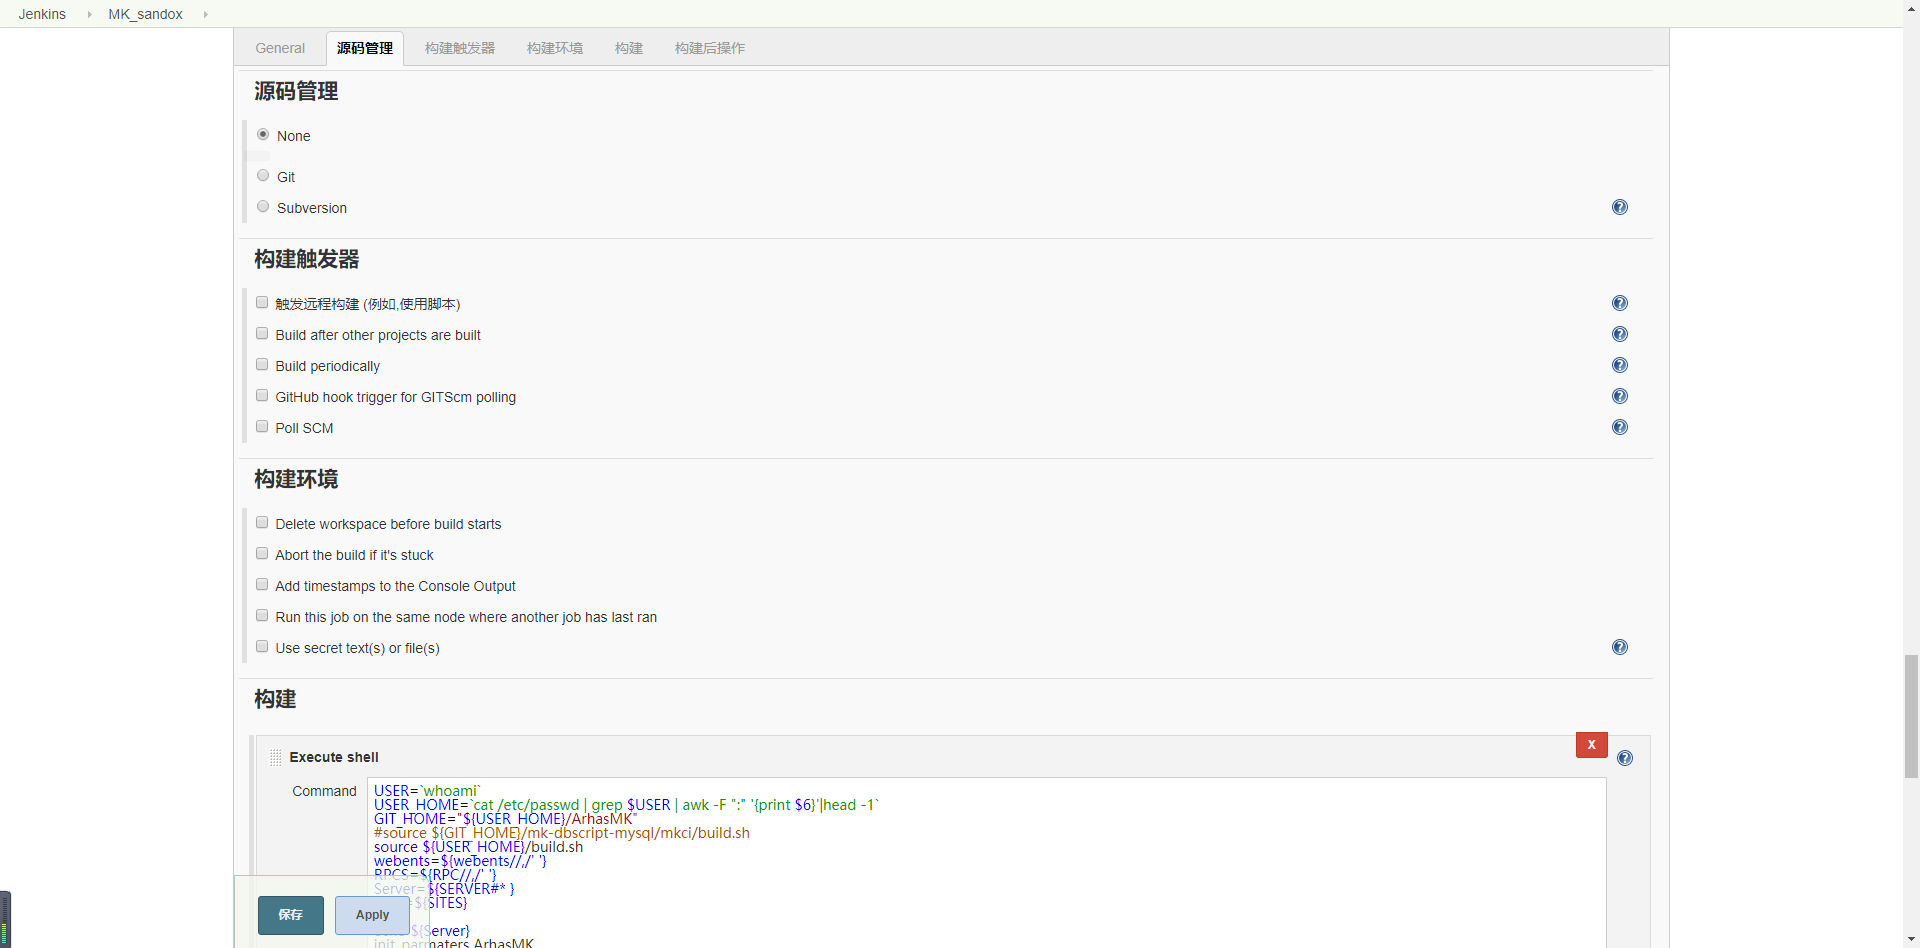 Jenkins MK_sandox
General 源码管理 构建触发器 构建环境 构建 构建后操作
源码管理
None
Git
Subversion
构建触发器
触发远程构建 (例如,使用脚本)
Build after other projects are built
Build periodically
GitHub hook trigger for GITScm polling
Poll SCM
构建环境
Delete workspace before build starts
Abort the build if it's stuck
Add timestamps to the Console Output
Run this job on the same node where another job has last ran
Use secret text(s) or file(s)
构建
X
Execute shell
Command
USER=`whoami`
USER_HOME=`cat /etc/passwd | grep $USER | awk -F ":" '{print $6}'|head -1`
GIT_HOME="${USER_HOME}/ArhasMK"
#source ${GIT_HOME}/mk-dbscript-mysql/mkci/build.sh
source ${USER_HOME}/build.sh
webents=${webents//,/' '}
RPCS=${RPC//,/' '}
Server=${SERVER#* }
=${SITES}
${Server}
init_parmaters ArhasMK
保存 Apply